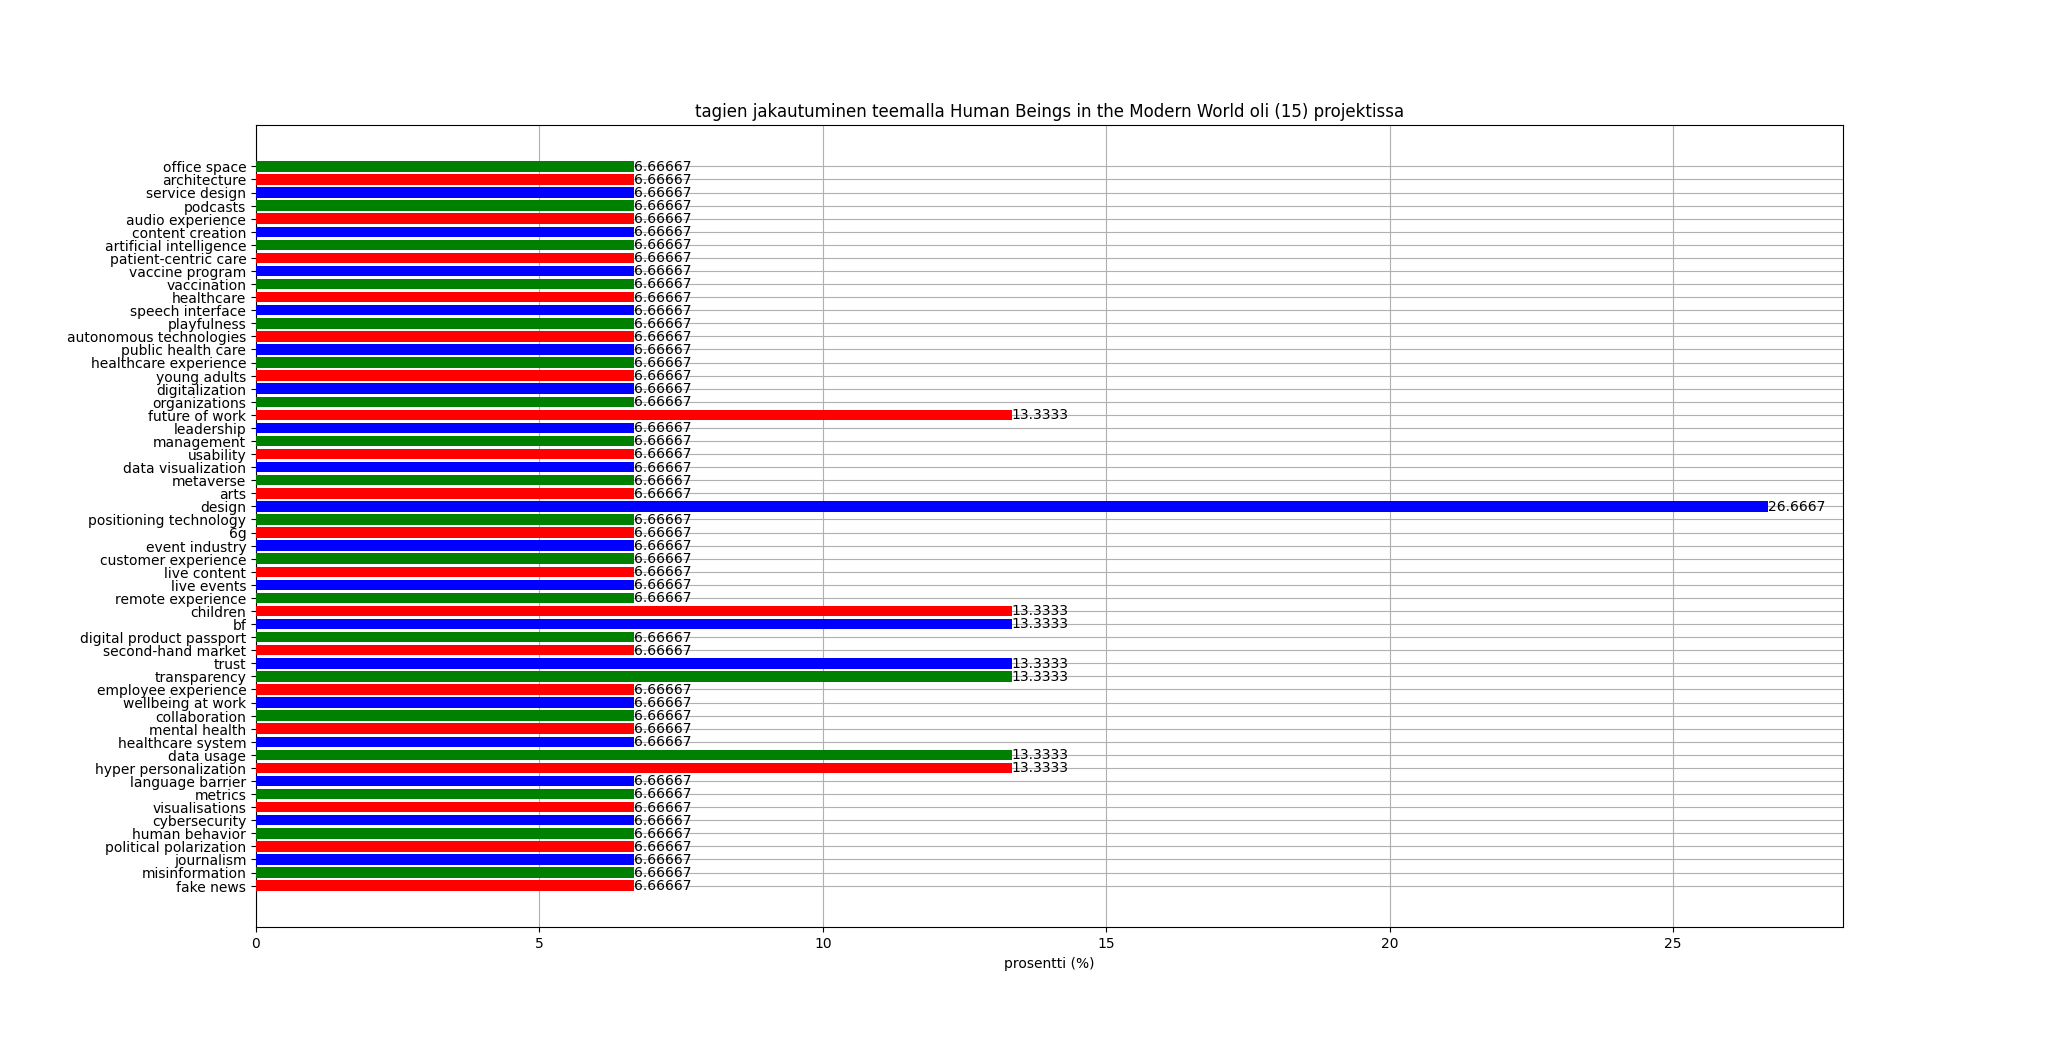 tagien jakautuminen teemalla Human Beings in the Modern World oli (15) projektissa
office space 6.66667
architecture 6.66667
service design 6.66667
podcasts 6.66667
audio experience 6.66667
content creation 6.66667
artificial intelligence 6.66667
patient-centric care 6.66667
vaccine program 6.66667
vaccination 6.66667
healthcare 6.66667
speech interface 6.66667
playfulness 6.66667
autonomous technologies 6.66667
public health care 6.66667
healthcare experience 6.66667
young adults 6.66667
digitalization 6.66667
organizations 6.66667
future of work 13.3333
leadership 6.66667
management 6.66667
usability 6.66667
data visualization 6.66667
metaverse 6.66667
arts 6.66667
design 26.6667
positioning technology 6.66667
6g 6.66667
event industry 6.66667
customer experience 6.66667
live content 6.66667
live events 6.66667
remote experience 6.66667
children 13.3333
bf 13.3333
digital product passport 6.66667
second-hand market 6.66667
trust 13.3333
transparency 13.3333
employee experience 6.66667
wellbeing at work 6.66667
collaboration 6.66667
mental health 6.66667
healthcare system 6.66667
data usage 13.3333
hyper personalization 13.3333
language barrier 6.66667
metrics 6.66667
visualisations 6.66667
cybersecurity 6.66667
human behavior 6.66667
political polarization 6.66667
journalism 6.66667
misinformation 6.66667
fake news 6.66667
0 5 10 15 20 25
prosentti (%)